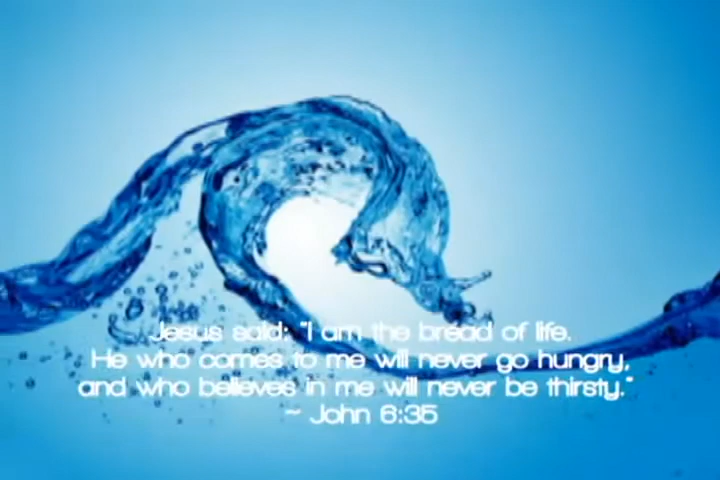 Jesus said: "I am the bread of life.
He who comes to me will never go hungry,
and who believes in me will never be thirsty."
~ John 6:35